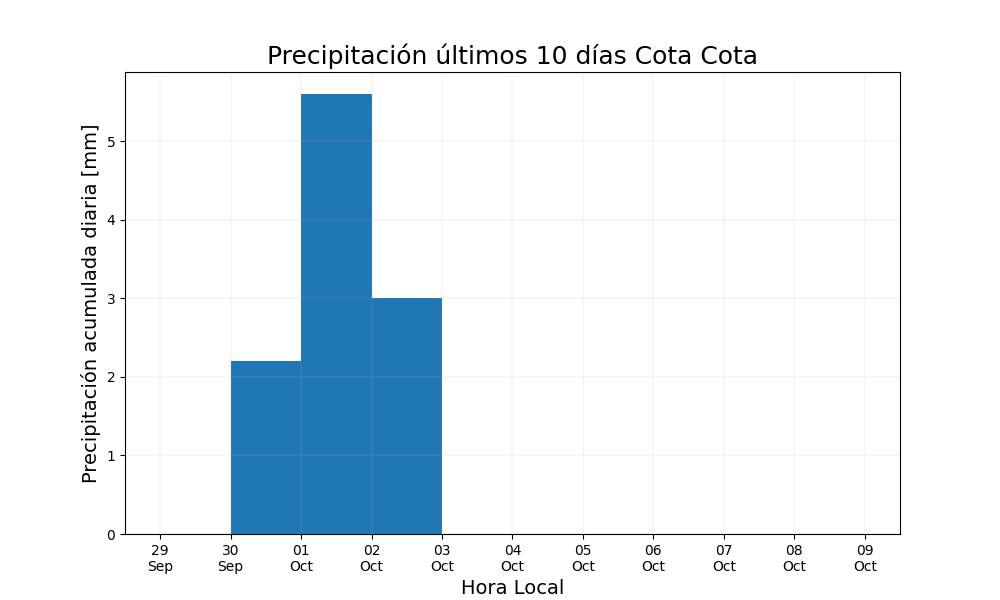 Precipitación últimos 10 días Cota Cota
Precipitación acumulada diaria [mm]
5
4
3
2
1
0
29 30 01 02 03 04 05 06 07 08 09
Sep Sep Oct Oct Oct Oct Oct Oct Oct Oct Oct
Hora Local